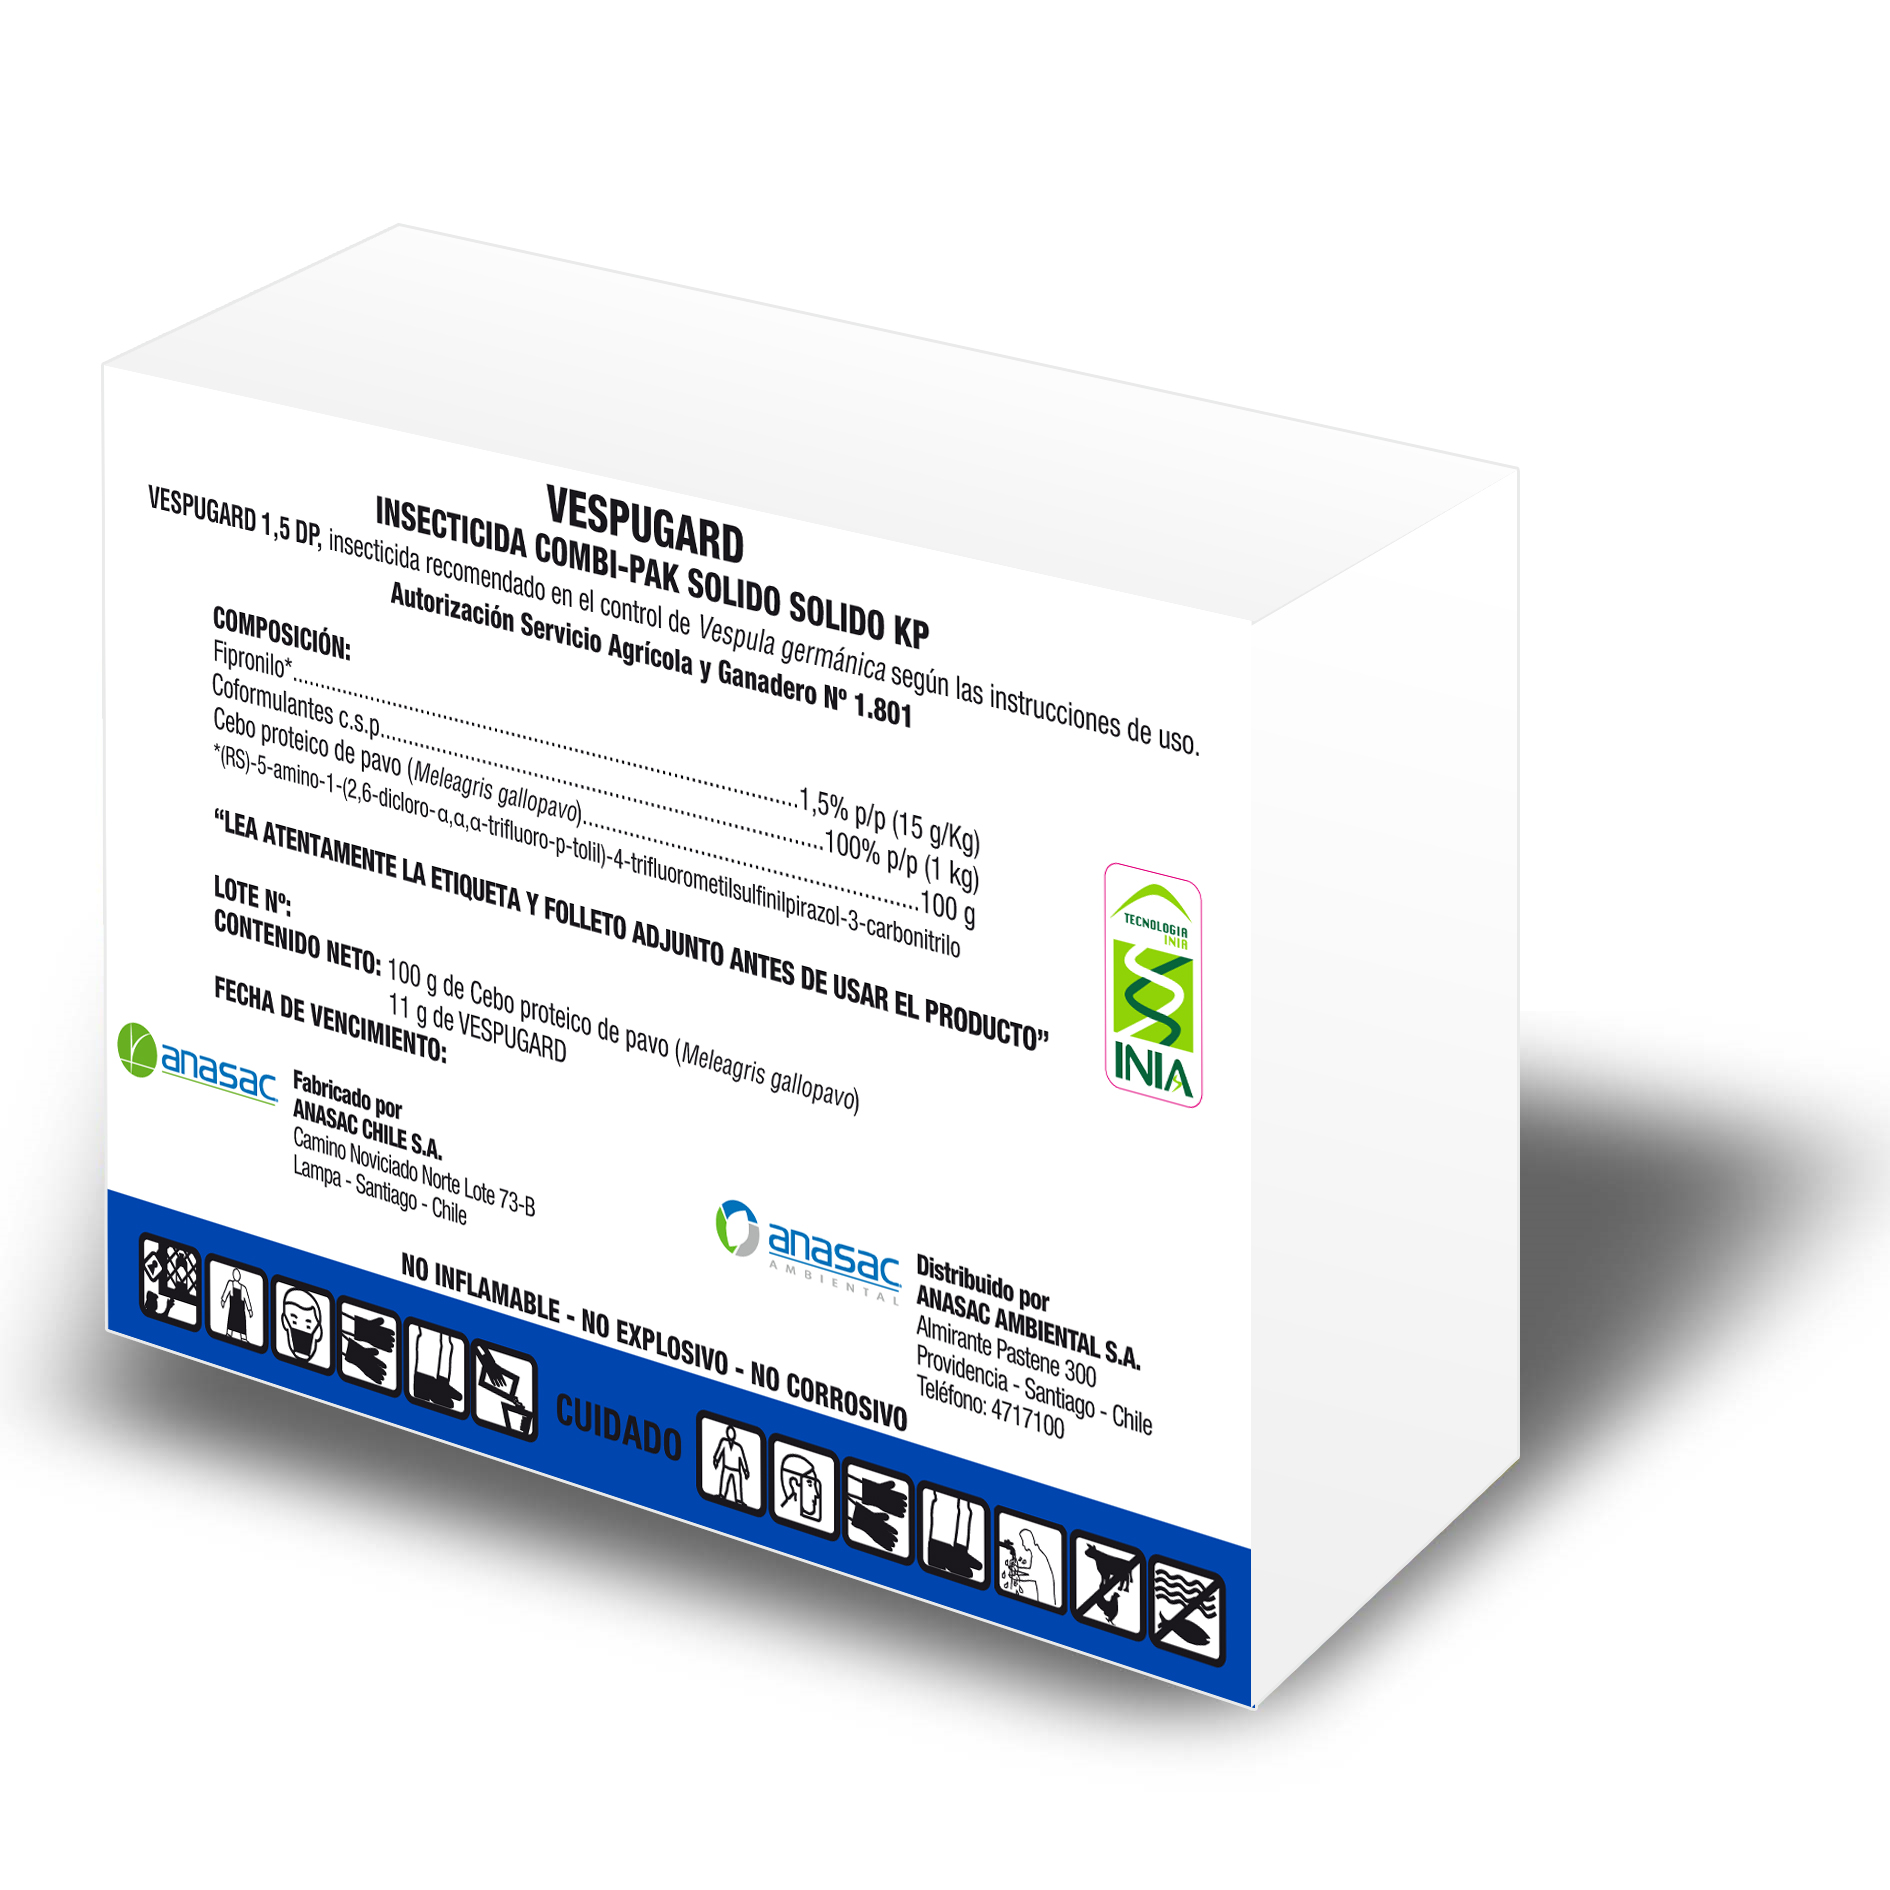 VESPUGARD
INSECTICIDA COMBI-PAK SOLIDO SOLIDO KP
VESPUGARD 1,5 DP, insecticida recomendado en el control de Vespula germánica según las instrucciones de uso.
Autorización Servicio Agrícola y Ganadero Nº 1.801
COMPOSICIÓN:
Fipronilo*..........1,5% p/p (15 g/Kg)
Coformulantes c.s.p..........100% p/p (1 kg)
Cebo proteico de pavo (Meleagris gallopavo)..........100 g
*(RS)-5-amino-1-(2,6-dicloro-α,α,α-trifluoro-p-tolil)-4-trifluorometilsulfinilpirazol-3-carbonitrilo
“LEA ATENTAMENTE LA ETIQUETA Y FOLLETO ADJUNTO ANTES DE USAR EL PRODUCTO”
LOTE Nº:
CONTENIDO NETO: 100 g de Cebo proteico de pavo (Meleagris gallopavo)
11 g de VESPUGARD
FECHA DE VENCIMIENTO:
TECNOLOGIA
INIA
INIA
anasac
Fabricado por
ANASAC CHILE S.A.
Camino Noviciado Norte Lote 73-B
Lampa - Santiago - Chile
anasac
AMBIENTAL
Distribuido por
ANASAC AMBIENTAL S.A.
Almirante Pastene 300
Providencia - Santiago - Chile
Teléfono: 4717100
NO INFLAMABLE - NO EXPLOSIVO - NO CORROSIVO
CUIDADO